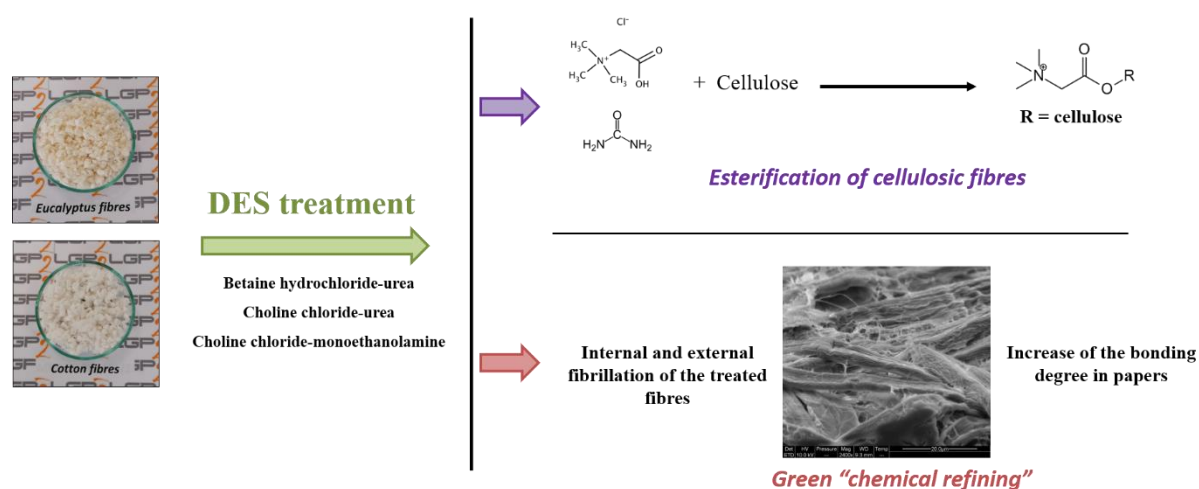 Eucalyptus fibres
Cotton fibres
DES treatment
Betaine hydrochloride-urea
Choline chloride-urea
Choline chloride-monoethanolamine
Cl⁻
H₃C
CH₃
H₃C
N⁺
O
OH
+ Cellulose
O
C
H₂N
NH₂
N
⊕
O
O
R
R = cellulose
Esterification of cellulosic fibres
Internal and external
fibrillation of the treated
fibres
Increase of the bonding
degree in papers
Green “chemical refining”